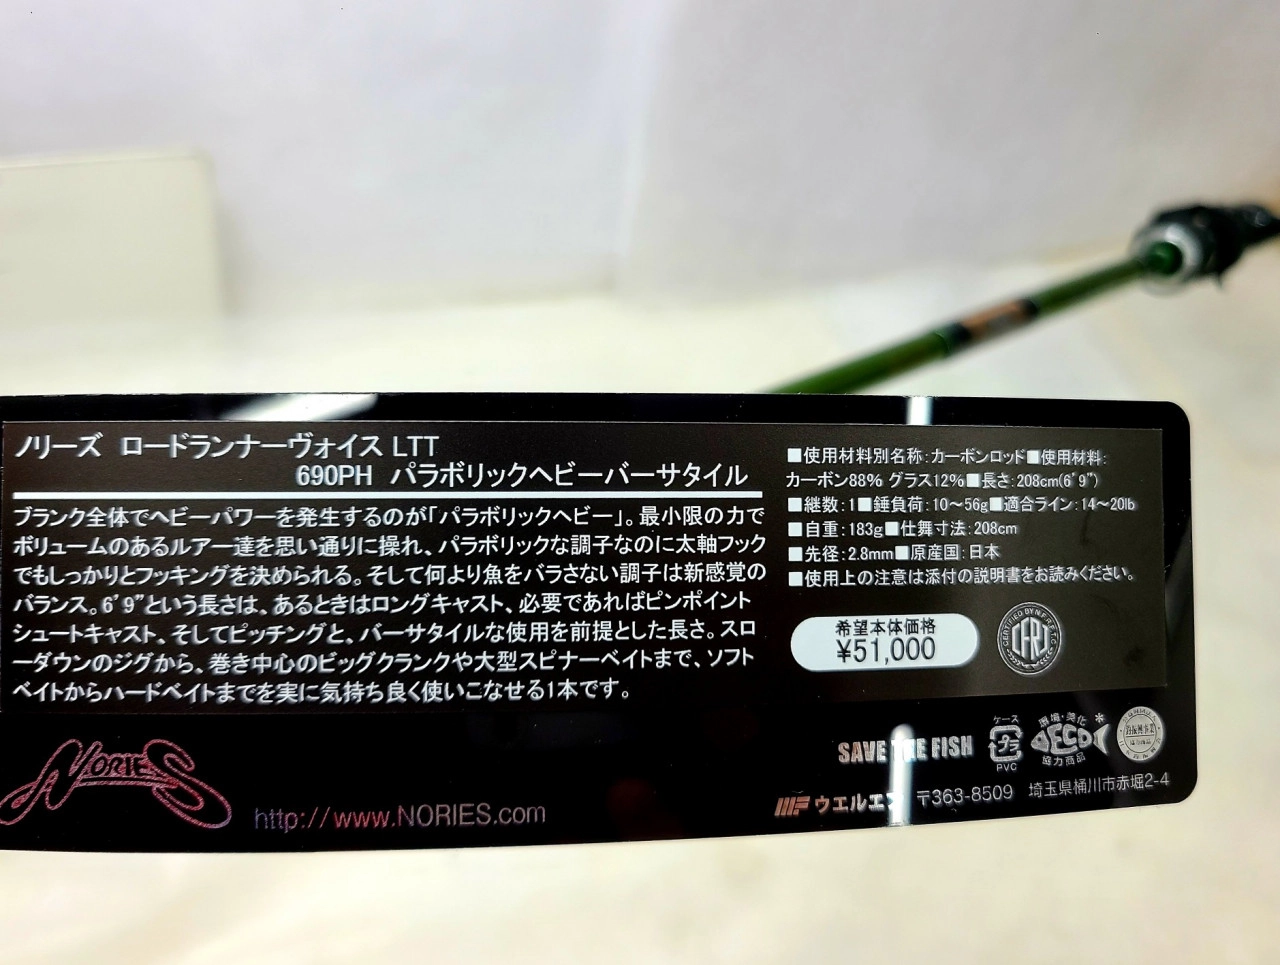 ノリーズ ロードランナーヴォイス LTT
690PH パラボリックヘビーバーサタイル
ブランク全体でヘビーパワーを発生するのが「パラボリックヘビー」。最小限の力で
ボリュームのあるルアー達を思い通りに操れ、パラボリックな調子なのに太軸フック
でもしっかりとフッキングを決められる。そして何より魚をバラさない調子は新感覚の
バランス。6'9"という長さは、あるときはロングキャスト、必要であればピンポイント
シュートキャスト、そしてピッチングと、バーサタイルな使用を前提とした長さ。スロ
ーダウンのジグから、巻き中心のビッグクランクや大型スピナーベイトまで、ソフト
ベイトからハードベイトまでを実に気持ち良く使いこなせる1本です。
■使用材料別名称:カーボンロッド■使用材料:
カーボン88% グラス12%■長さ:208cm(6'9")
■継数:1■錘負荷:10〜56g■適合ライン:14〜20lb
■自重:183g■仕舞寸法:208cm
■先径:2.8mm■原産国:日本
■使用上の注意は添付の説明書をお読みください。
希望本体価格
¥51,000
CERTIFIED BY N.F.R.E.S.T.C.
CFRI
NORIES
http://www.NORIES.com
SAVE THE FISH
ケース
プラ
PVC
環境・美化
ECO
協力商品
ウエルエフ 〒363-8509 埼玉県桶川市赤堀2-4